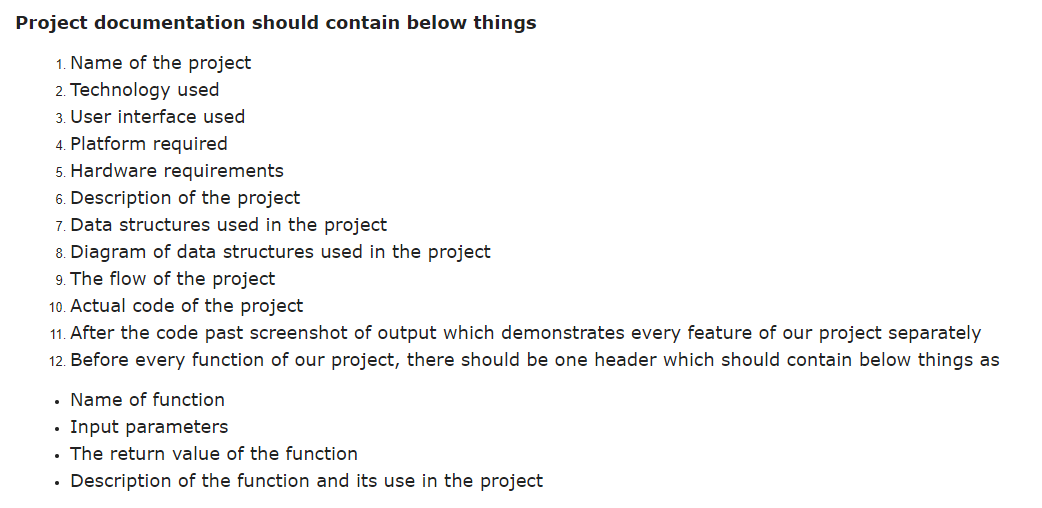 Project documentation should contain below things
1. Name of the project
2. Technology used
3. User interface used
4. Platform required
5. Hardware requirements
6. Description of the project
7. Data structures used in the project
8. Diagram of data structures used in the project
9. The flow of the project
10. Actual code of the project
11. After the code past screenshot of output which demonstrates every feature of our project separately
12. Before every function of our project, there should be one header which should contain below things as
• Name of function
• Input parameters
• The return value of the function
• Description of the function and its use in the project